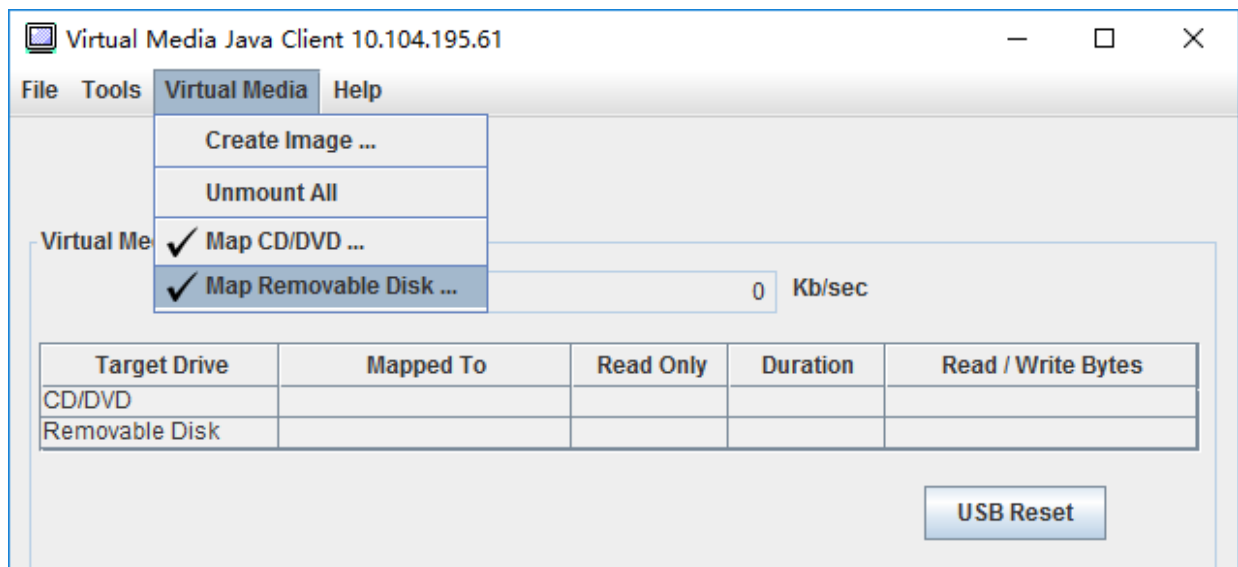 Virtual Media Java Client 10.104.195.61
File Tools Virtual Media Help
Create Image ...
Unmount All
Virtual Me
Map CD/DVD ...
Map Removable Disk ...
0 Kb/sec
Target Drive Mapped To Read Only Duration Read / Write Bytes
CD/DVD
Removable Disk
USB Reset